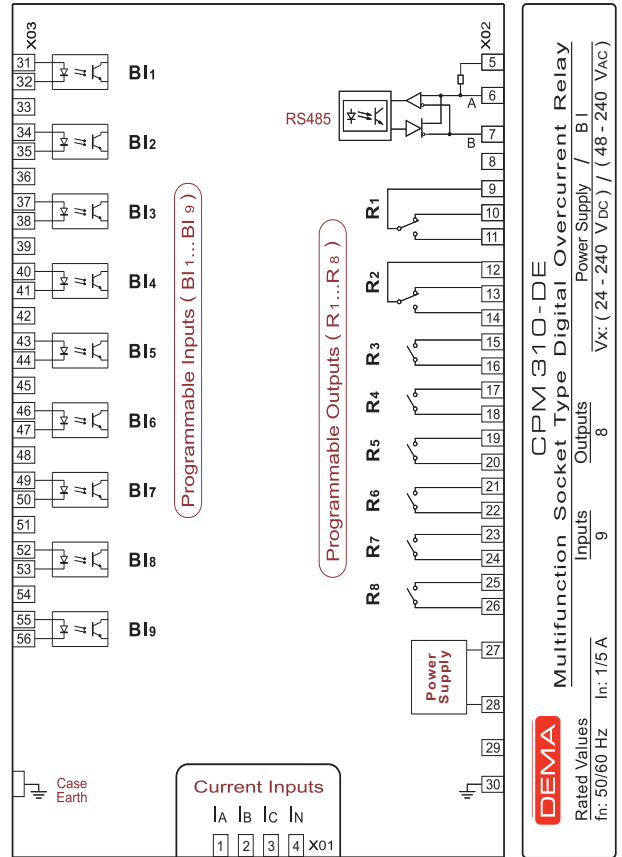 X03
31
32
BI1
33
34
35
BI2
36
37
38
BI3
39
40
41
BI4
42
43
44
BI5
45
46
47
BI6
48
49
50
BI7
51
52
53
BI8
54
55
56
BI9
Case
Earth
Programmable Inputs ( BI 1... BI 9 )
Programmable Outputs ( R 1...R 8 )
RS485
A
B
X02
5
6
7
8
R1
9
10
11
R2
12
13
14
R3
15
16
R4
17
18
R5
19
20
R6
21
22
R7
23
24
R8
25
26
Power
Supply
27
28
29
30
Current Inputs
IA IB IC IN
1 2 3 4 X01
CPM 310-DE
Multifunction Socket Type Digital Overcurrent Relay
DEMA
Rated Values
fn: 50/60 Hz In: 1/5 A
Inputs
9
Outputs
8
Power Supply / BI
Vx: ( 24 - 240 VDC ) / ( 48 - 240 VAC )